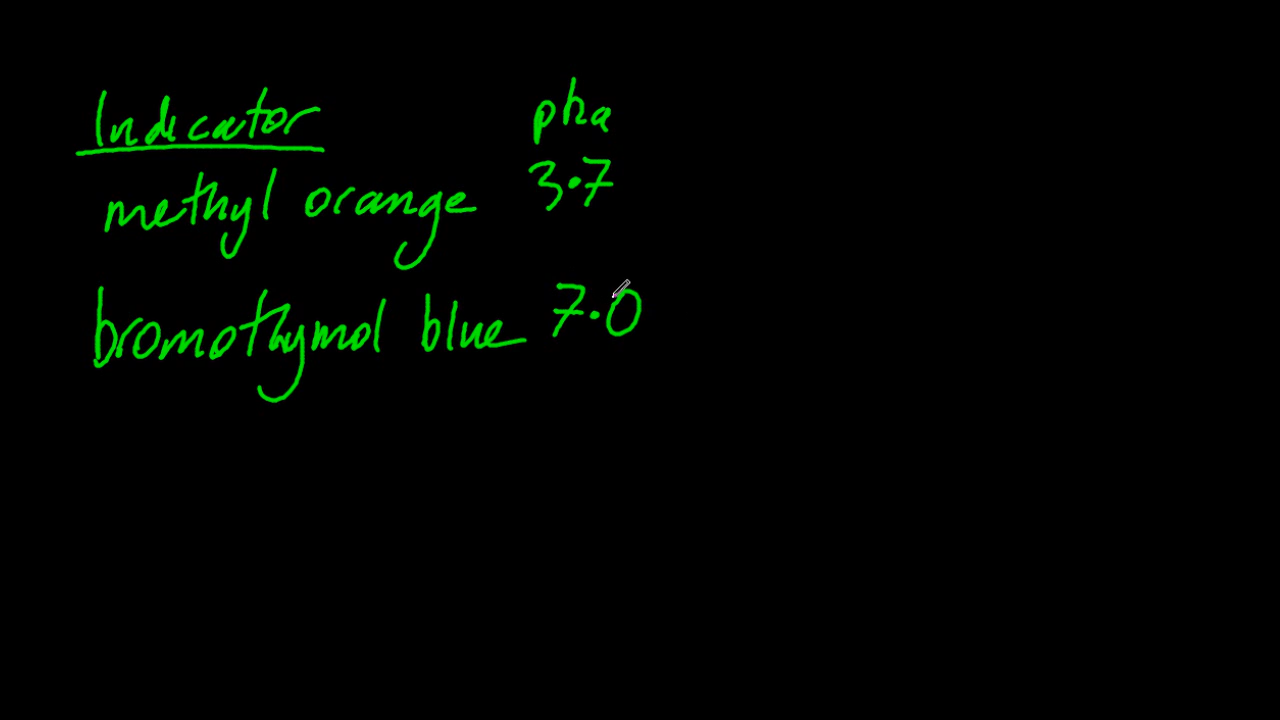 Indicator pka
methyl orange 3.7
bromothymol blue 7.0